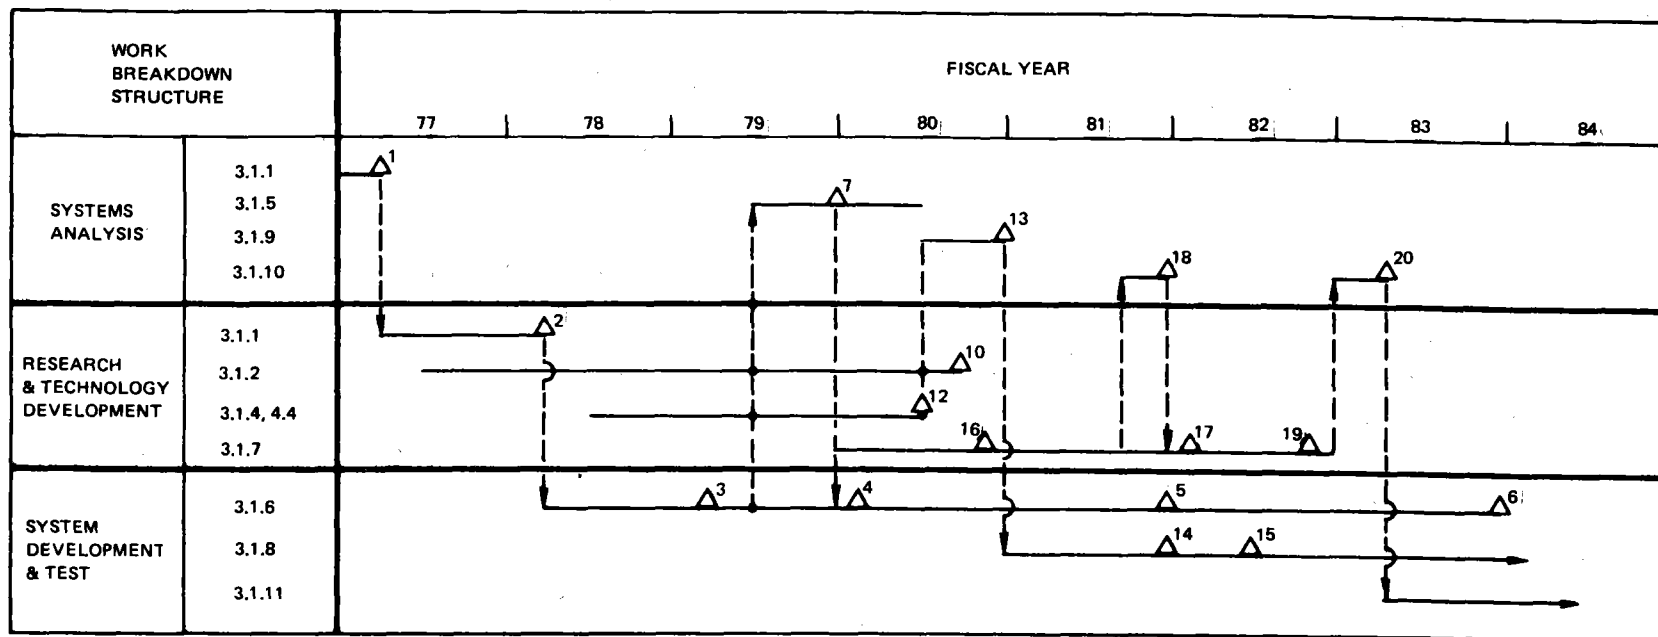 WORK
BREAKDOWN
STRUCTURE
FISCAL YEAR
77 78 79 80 81 82 83 84
SYSTEMS
ANALYSIS
3.1.1
1
3.1.5
7
3.1.9
13
3.1.10
18
20
RESEARCH
& TECHNOLOGY
DEVELOPMENT
3.1.1
2
3.1.2
10
3.1.4, 4.4
12
3.1.7
16
17
19
SYSTEM
DEVELOPMENT
& TEST
3.1.6
3
4
5
6
3.1.8
14
15
3.1.11